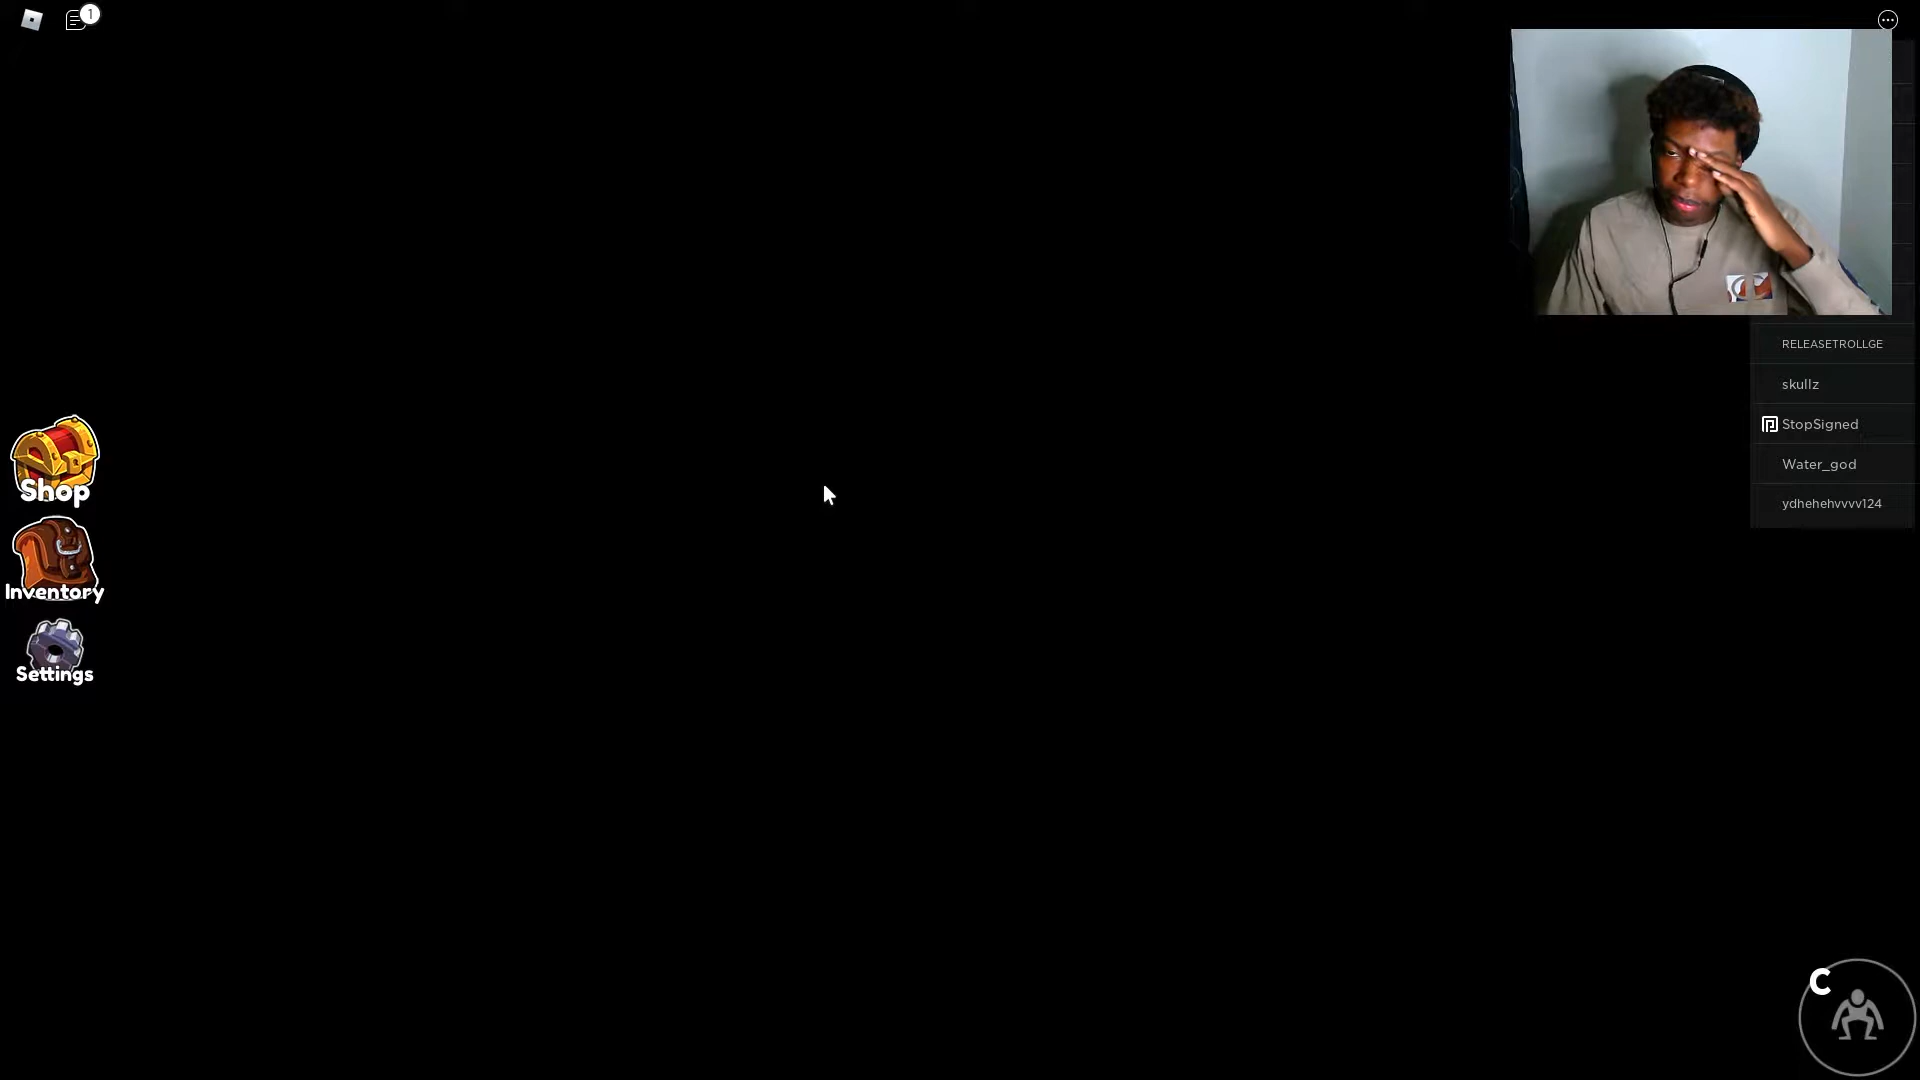 1
RELEASETROLLGE
skullz
StopSigned
Water_god
ydhehehvvvv124
Shop
Inventory
Settings
C